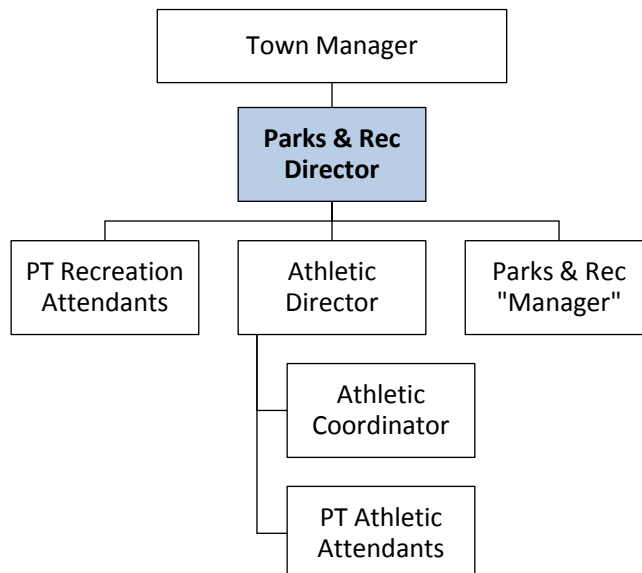 Town Manager
Parks & Rec
Director
PT Recreation
Attendants
Athletic
Director
Parks & Rec
"Manager"
Athletic
Coordinator
PT Athletic
Attendants